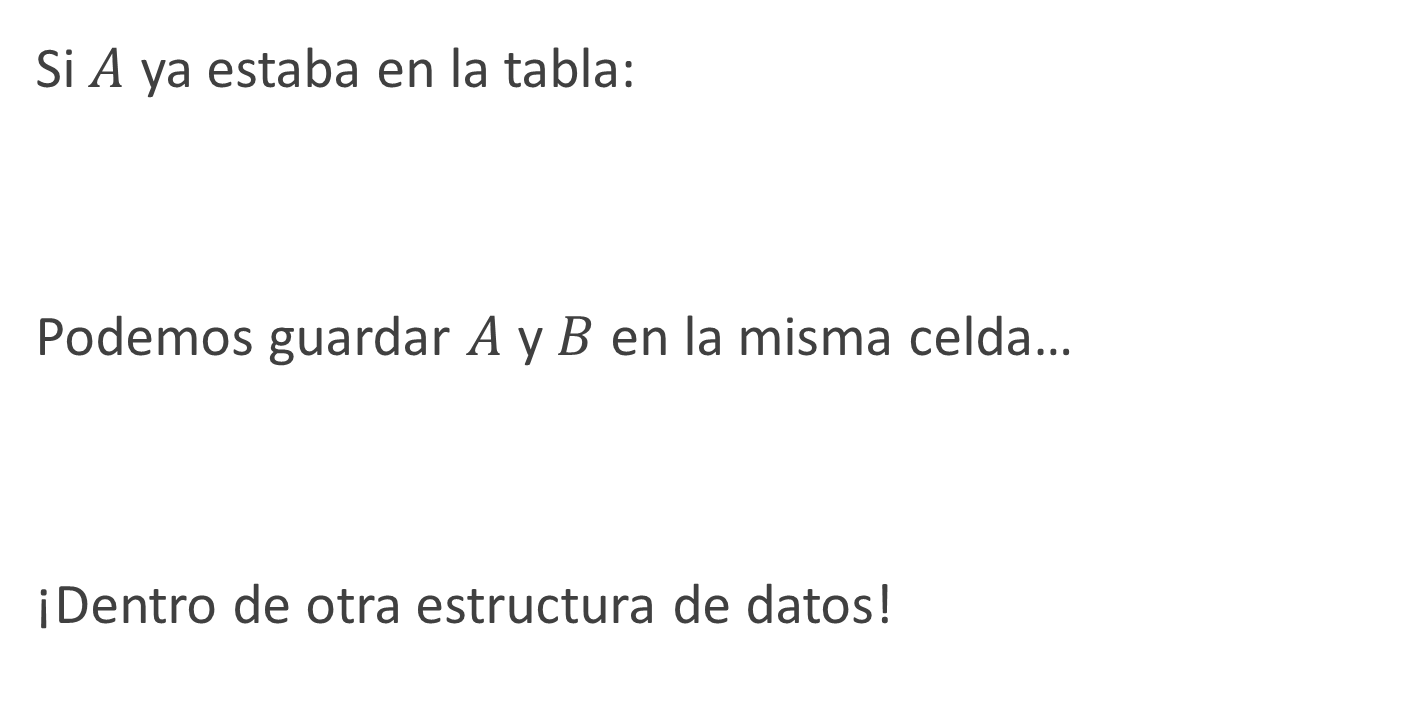 Si A ya estaba en la tabla:
Podemos guardar A y B en la misma celda...
¡Dentro de otra estructura de datos!